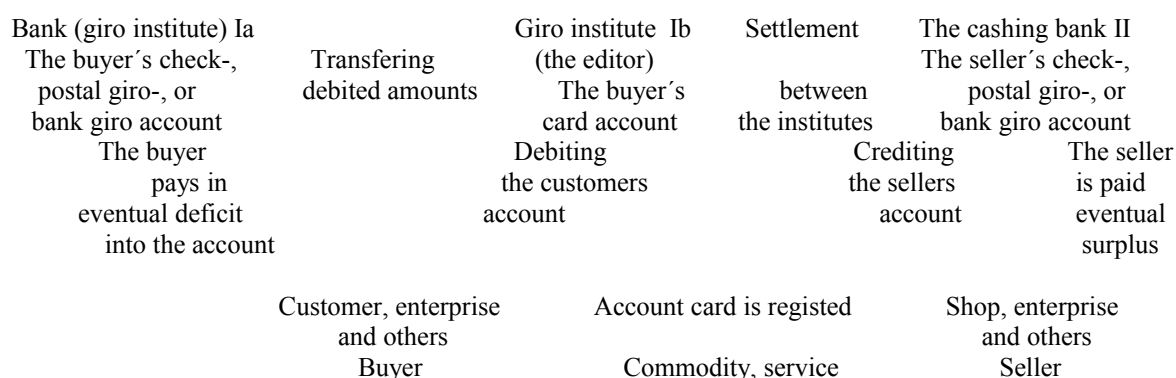 Bank (giro institute) Ia Giro institute Ib Settlement The cashing bank II
The buyer´s check-, Transfering (the editor) The seller´s check-,
postal giro-, or debited amounts The buyer´s between postal giro-, or
bank giro account card account the institutes bank giro account
The buyer Debiting Crediting The seller
pays in the customers the sellers is paid
eventual deficit account account eventual
into the account surplus
Customer, enterprise Account card is registed Shop, enterprise
and others and others
Buyer Commodity, service Seller